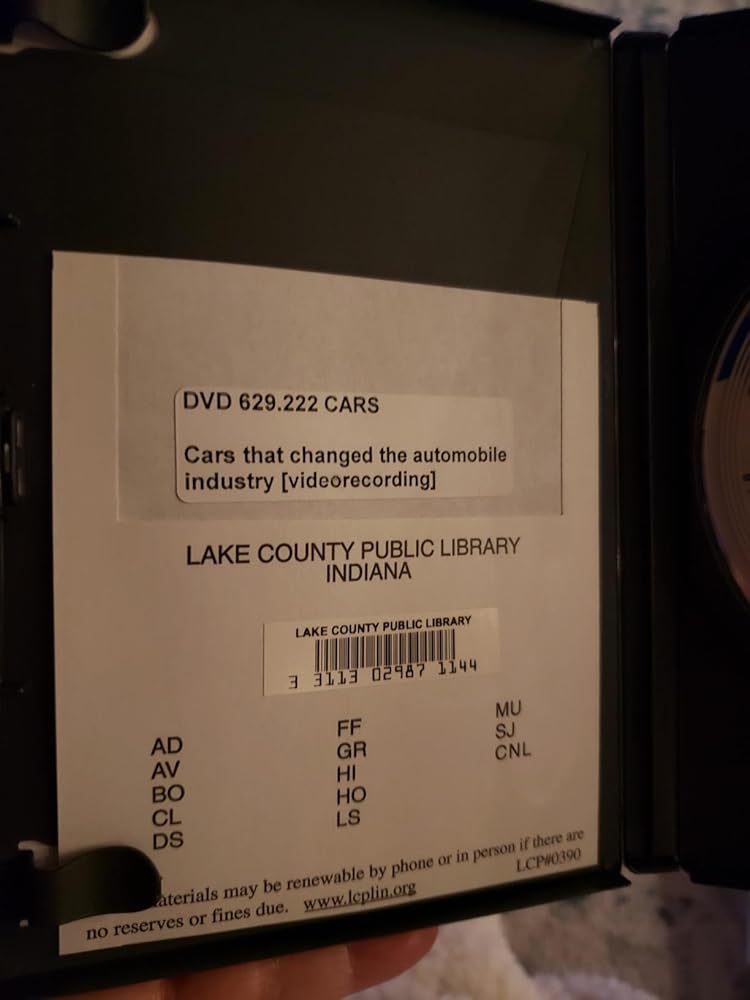 DVD 629.222 CARS
Cars that changed the automobile
industry [videorecording]
LAKE COUNTY PUBLIC LIBRARY
INDIANA
LAKE COUNTY PUBLIC LIBRARY
3 3113 02987 1144
AD
AV
BO
CL
DS
FF
GR
HI
HO
LS
MU
SJ
CNL
may be renewable by phone or in person if there are
no reserves or fines due. www.lcplin.org
LCP#0390